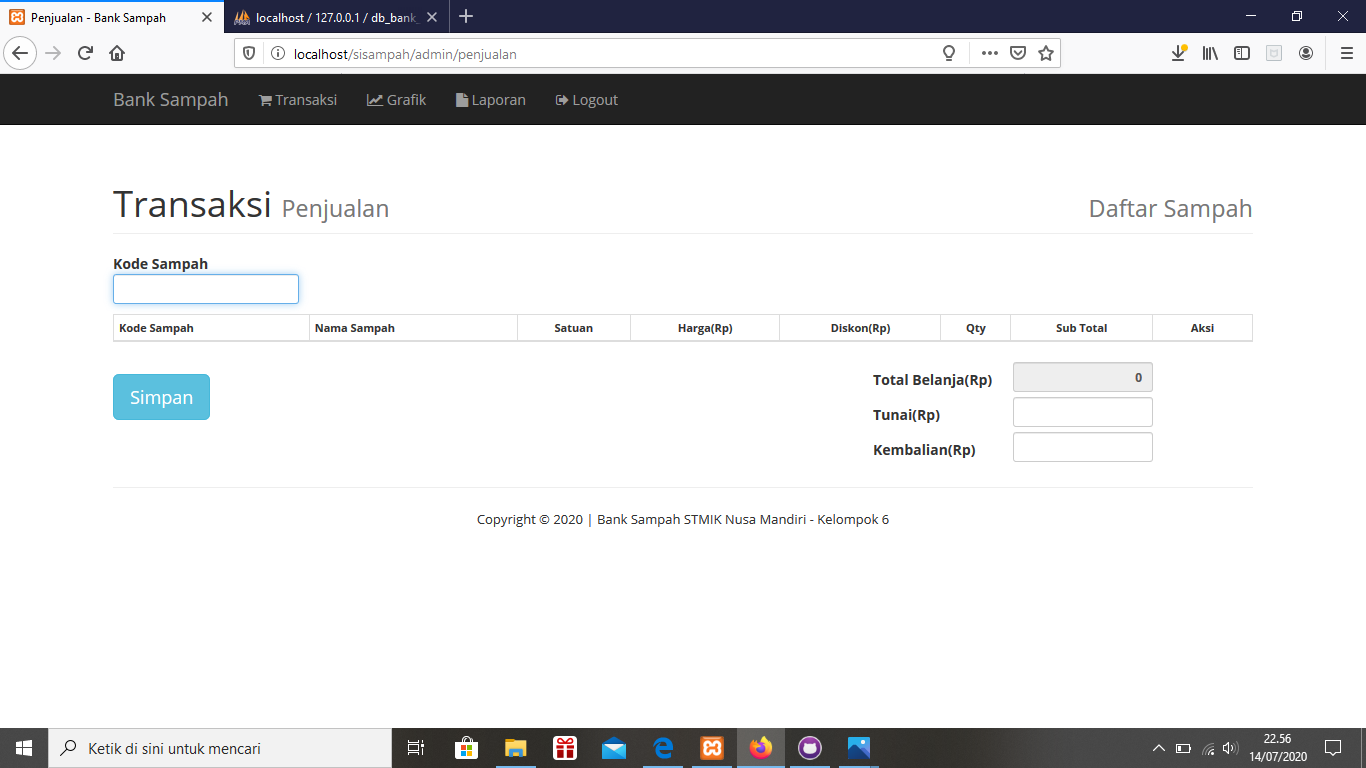 Penjualan - Bank Sampah
localhost / 127.0.0.1 / db_bank_
localhost/sisampah/admin/penjualan
Bank Sampah Transaksi Grafik Laporan Logout
Transaksi Penjualan Daftar Sampah
Kode Sampah
Kode Sampah Nama Sampah Satuan Harga(Rp) Diskon(Rp) Qty Sub Total Aksi
Simpan
Total Belanja(Rp) 0
Tunai(Rp)
Kembalian(Rp)
Copyright © 2020 | Bank Sampah STMIK Nusa Mandiri - Kelompok 6
Ketik di sini untuk mencari
22.56
14/07/2020